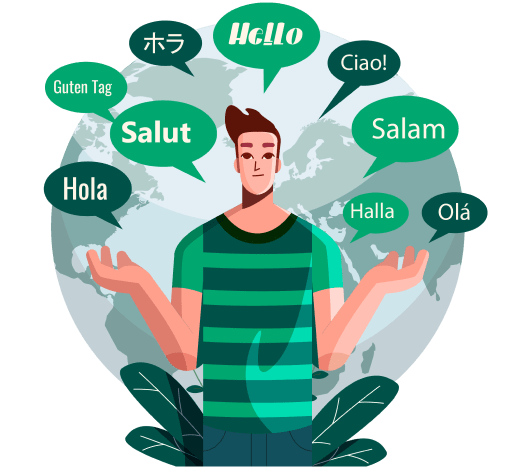 Hello
ホラ
Ciao!
Guten Tag
Salut
Salam
Hola
Halla
Olá